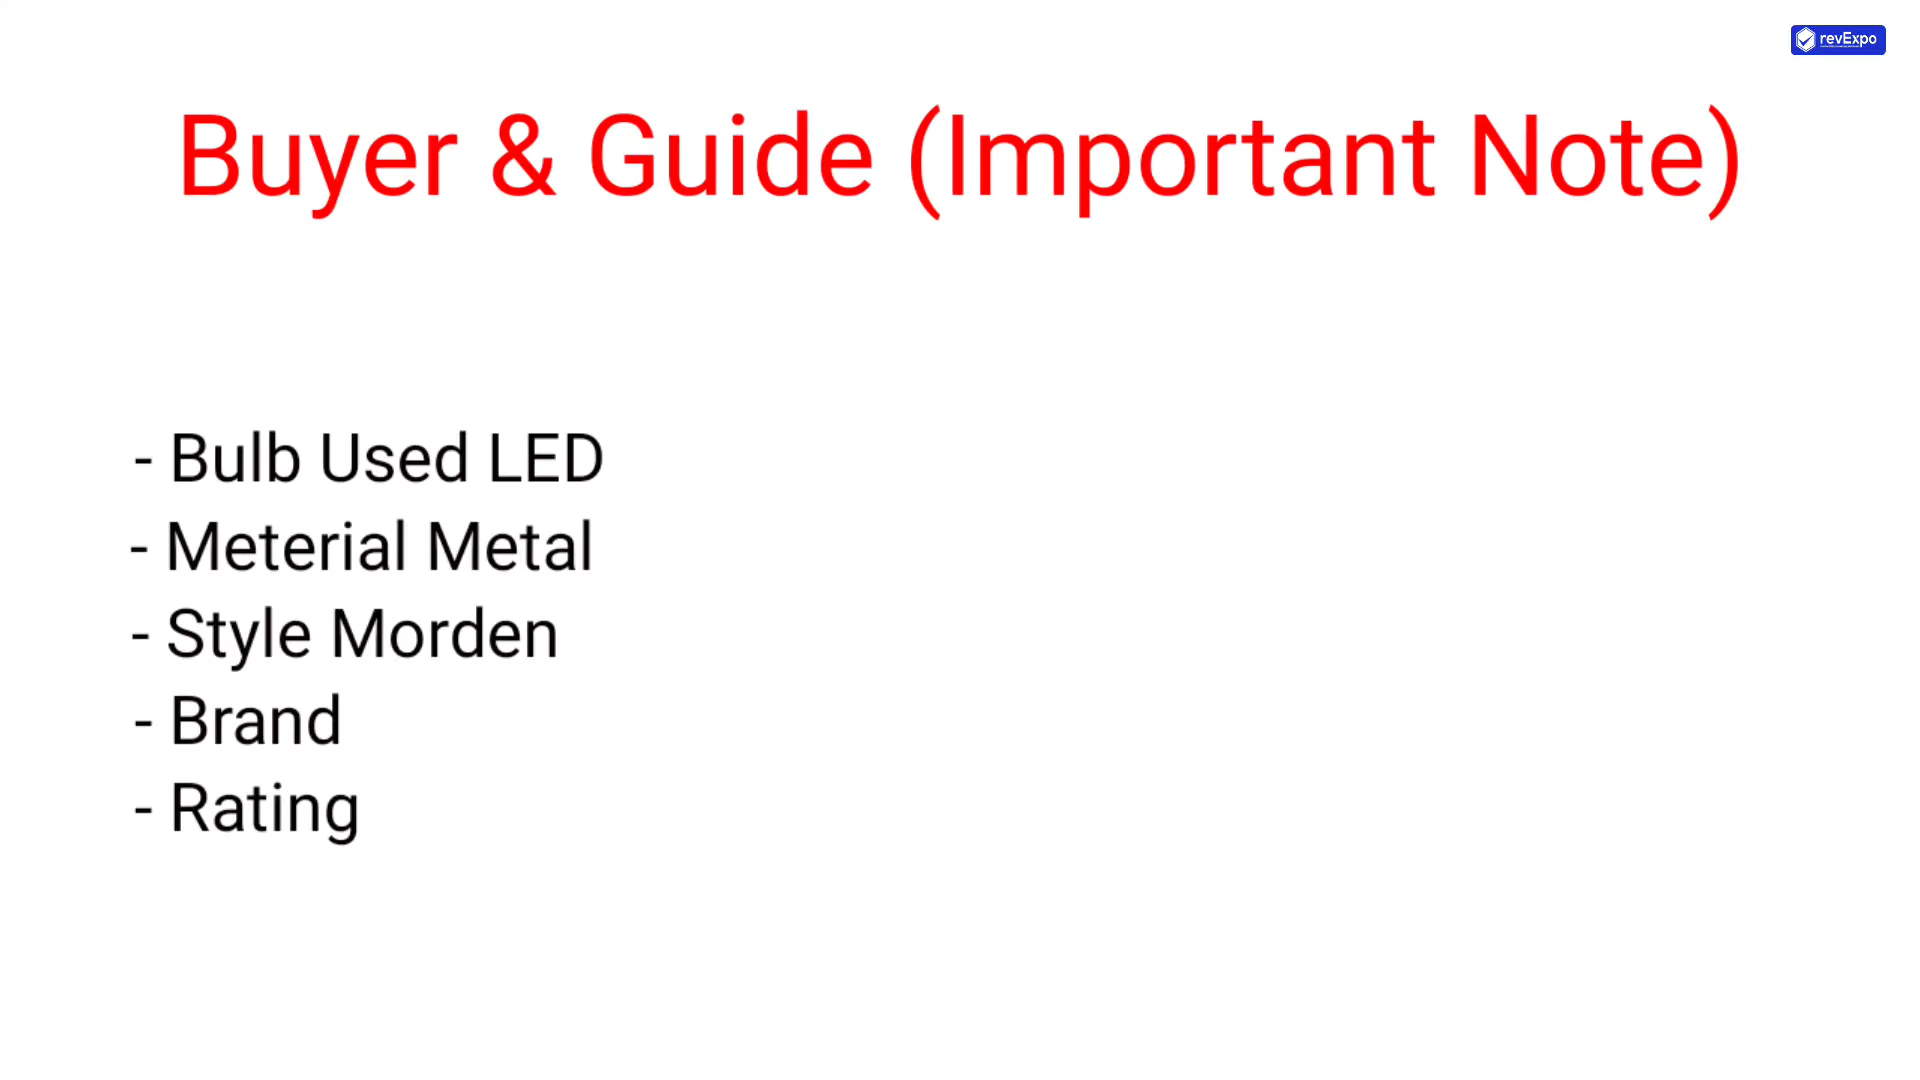 revExpo
Buyer & Guide (Important Note)
- Bulb Used LED
- Meterial Metal
- Style Morden
- Brand
- Rating